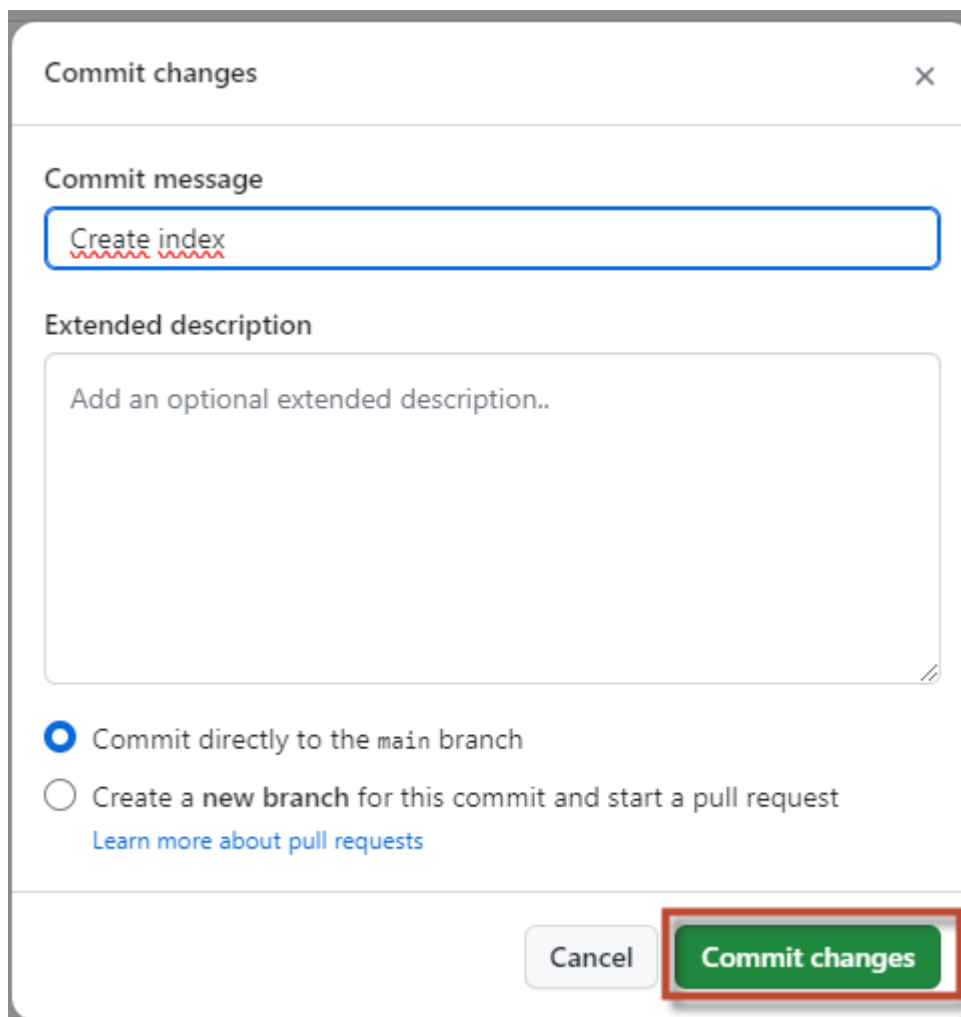 Commit changes
Commit message
Create index
Extended description
Add an optional extended description..
Commit directly to the main branch
Create a new branch for this commit and start a pull request
Learn more about pull requests
Cancel
Commit changes